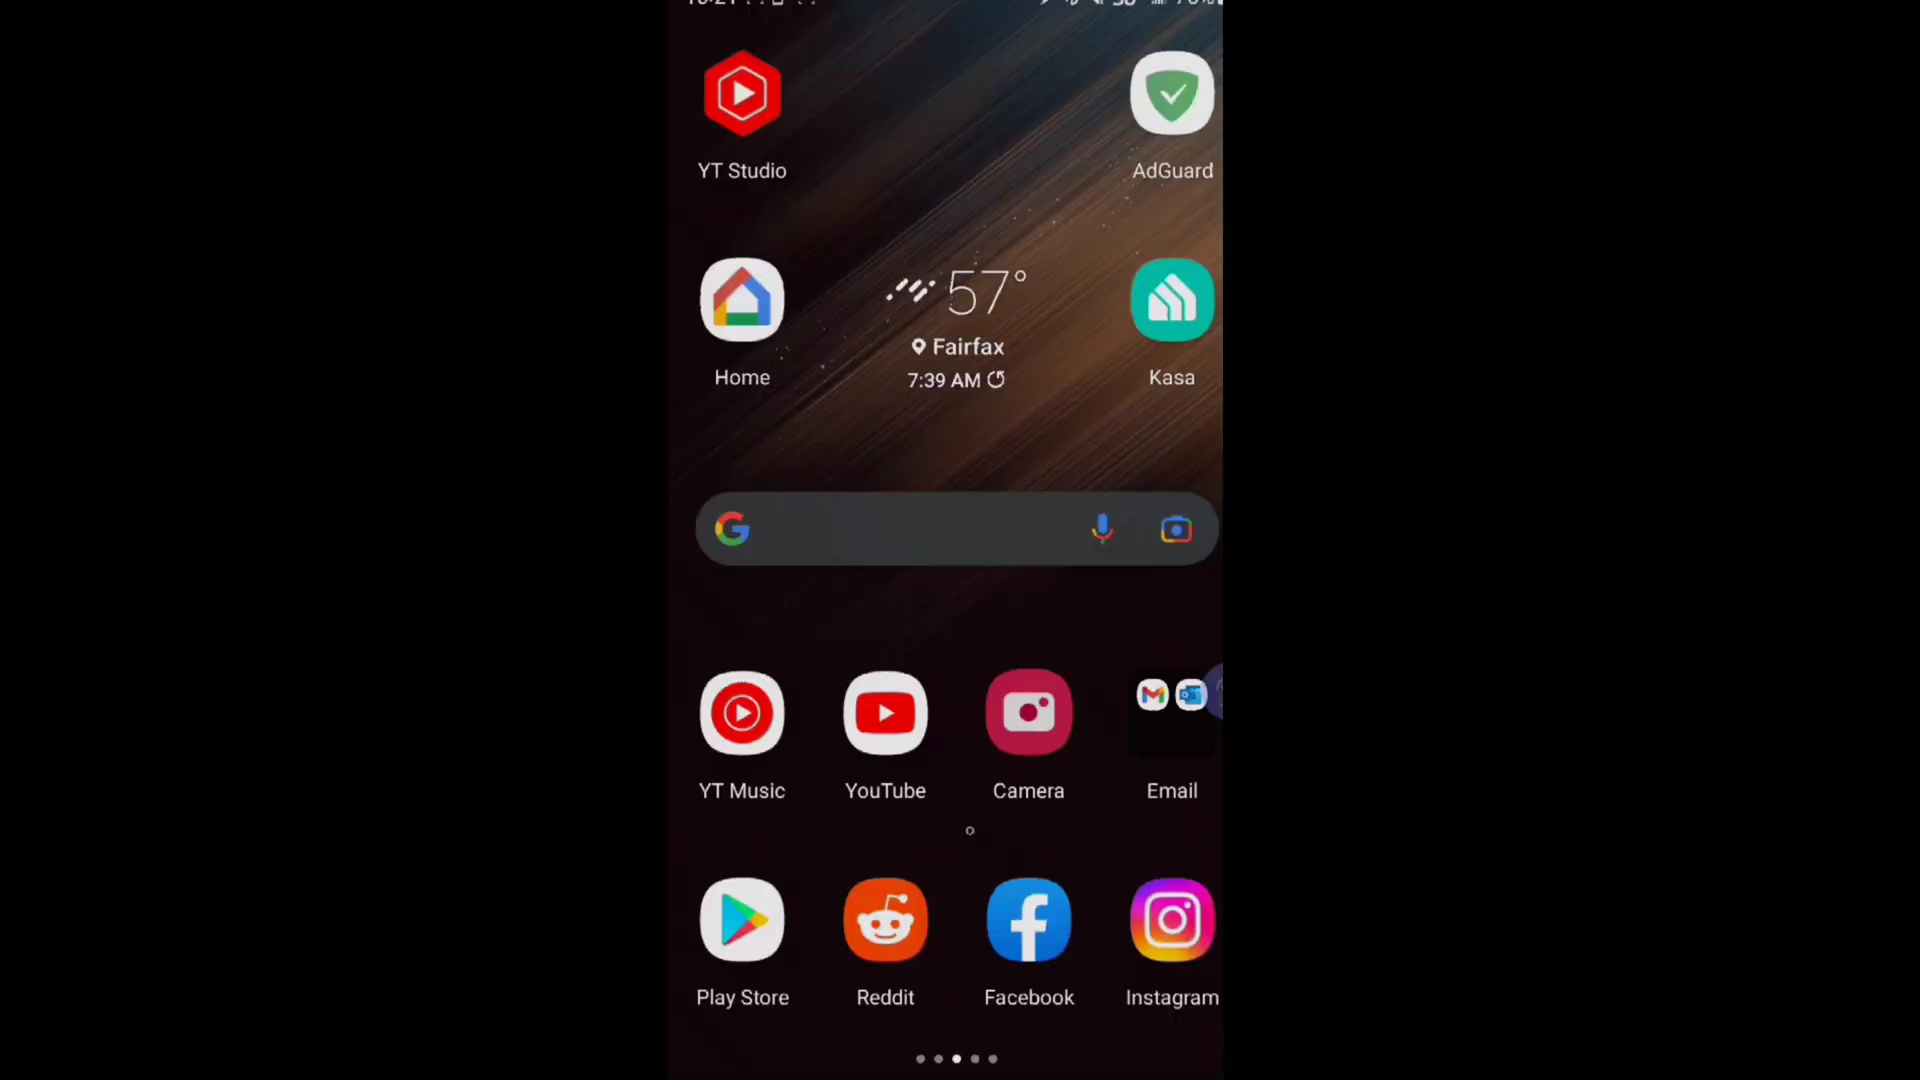 YT Studio
AdGuard
57°
Fairfax
7:39 AM
Home
Kasa
YT Music
YouTube
Camera
Email
Play Store
Reddit
Facebook
Instagram